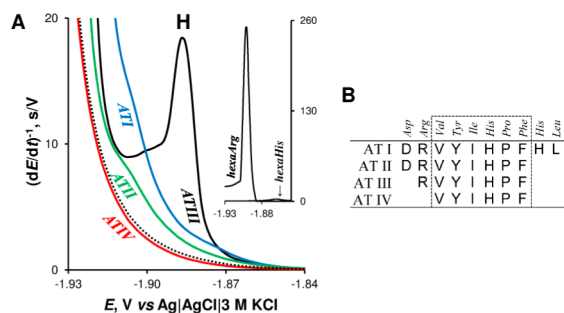 A
H
20
10
0
(dE/dt)⁻¹, s/V
ATI
ATII
ATIII
ATIV
-1.93
-1.90
-1.87
-1.84
E, V vs Ag|AgCl|3 M KCl
260
130
0
hexaArg
hexaHis
-1.93
-1.88
B
Asp Arg Val Tyr Ile His Pro Phe His Leu
AT I D R V Y I H P F H L
AT II D R V Y I H P F
AT III R V Y I H P F
AT IV V Y I H P F